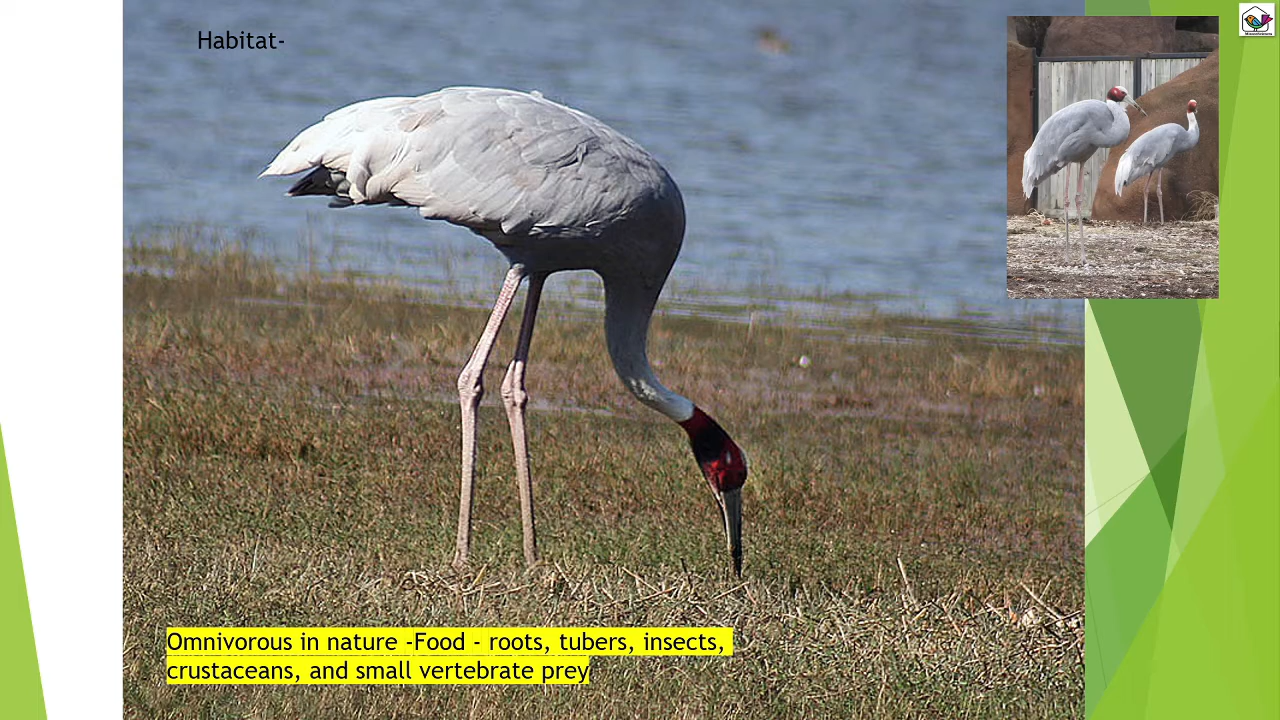 Habitat-
Omnivorous in nature -Food - roots, tubers, insects,
crustaceans, and small vertebrate prey